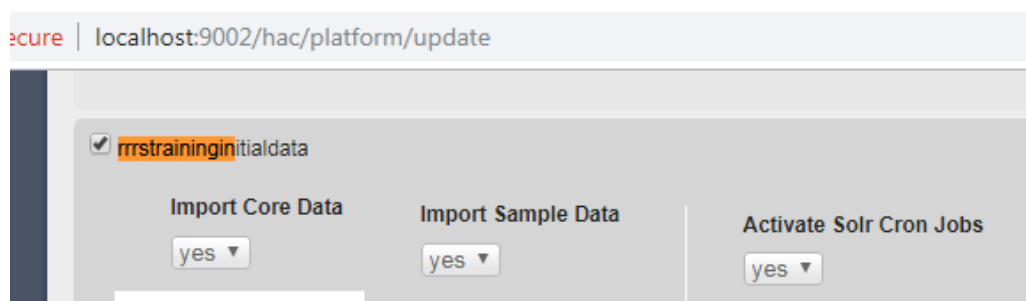 ecure | localhost:9002/hac/platform/update
rrrstraininginitialdata
Import Core Data
Import Sample Data
Activate Solr Cron Jobs
yes ▼
yes ▼
yes ▼